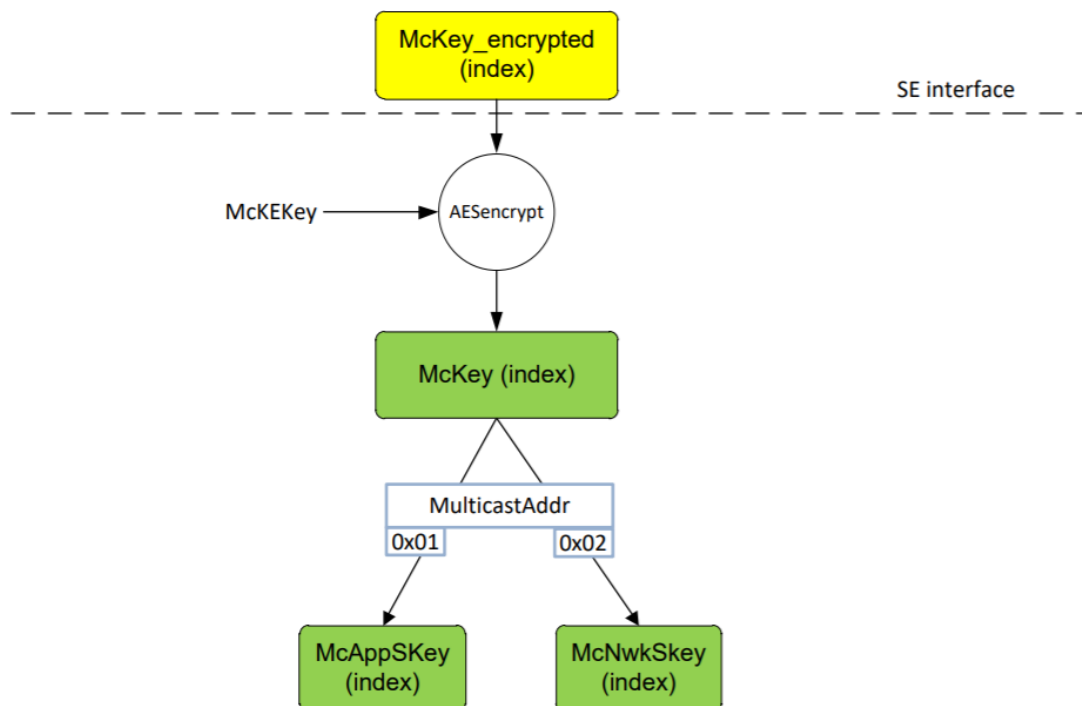 McKey_encrypted
(index)
SE interface
AESencrypt
McKEKey
McKey (index)
MulticastAddr
0x01
0x02
McAppSKey
(index)
McNwkSkey
(index)